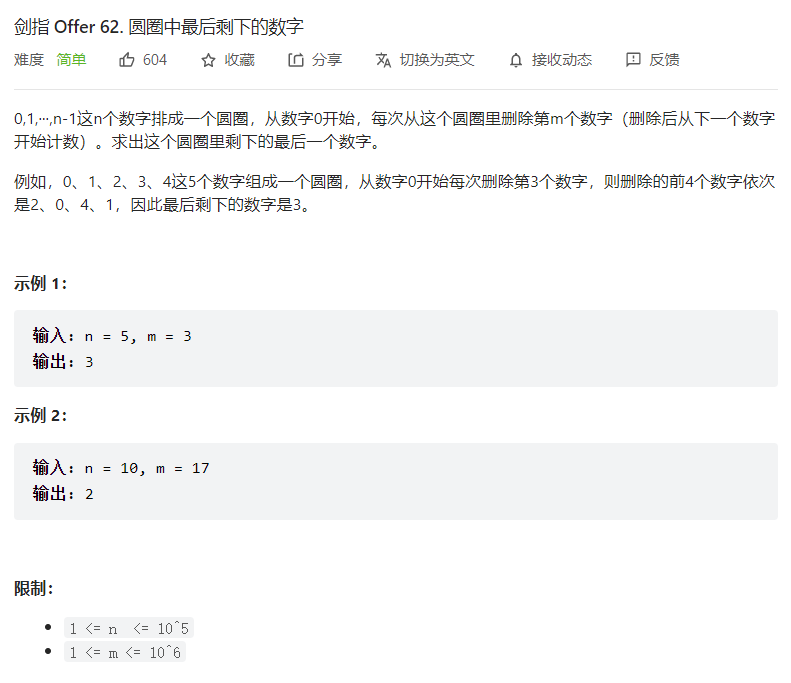 剑指 Offer 62. 圆圈中最后剩下的数字
难度 简单 604 收藏 分享 切换为英文 接收动态 反馈
0,1,···,n-1这n个数字排成一个圆圈，从数字0开始，每次从这个圆圈里删除第m个数字（删除后从下一个数字
开始计数）。求出这个圆圈里剩下的最后一个数字。
例如，0、1、2、3、4这5个数字组成一个圆圈，从数字0开始每次删除第3个数字，则删除的前4个数字依次
是2、0、4、1，因此最后剩下的数字是3。
示例 1：
输入：n = 5, m = 3
输出：3
示例 2：
输入：n = 10, m = 17
输出：2
限制：
1 <= n <= 10^5
1 <= m <= 10^6